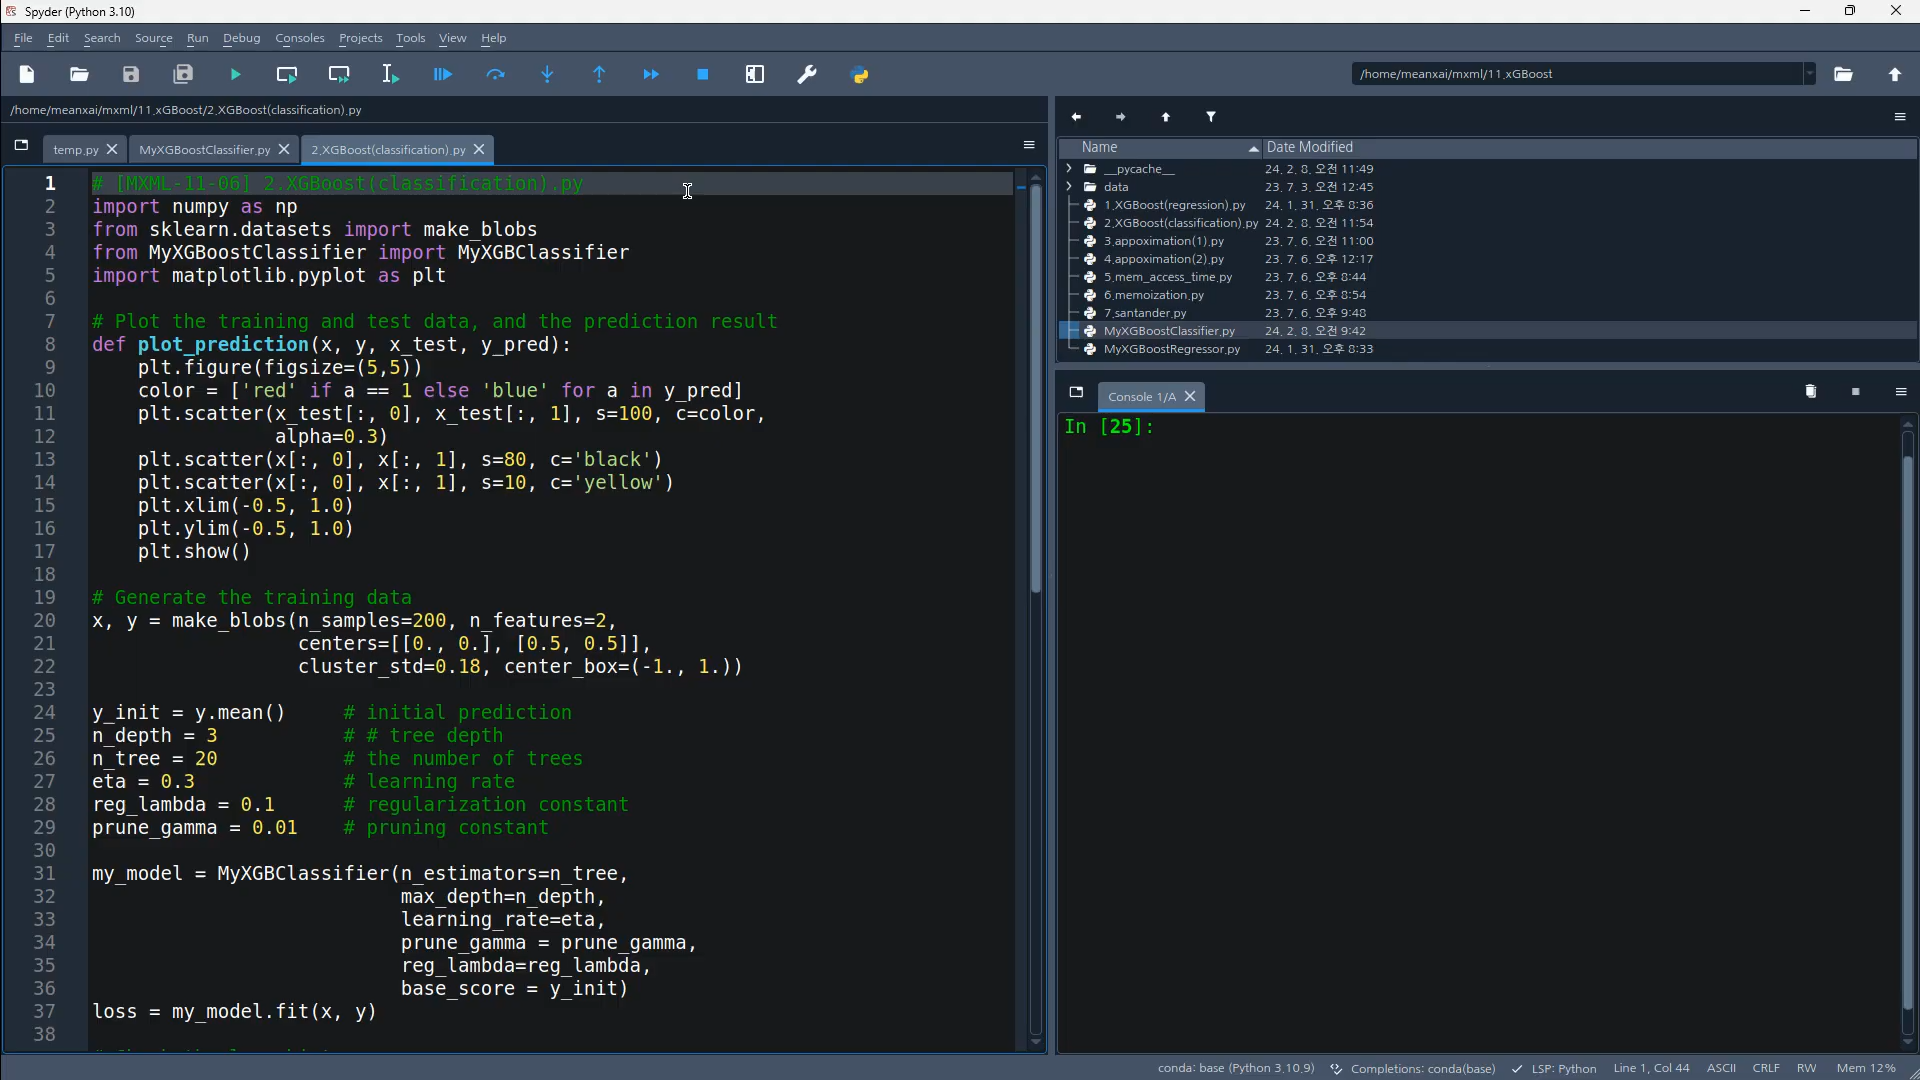 Spyder (Python 3.10)
File Edit Search Source Run Debug Consoles Projects Tools View Help
/home/meanxai/mxml/11.xGBoost
/home/meanxai/mxml/11.xGBoost/2.XGBoost(classification).py
temp.py MyXGBoostClassifier.py 2.XGBoost(classification).py
1 # [MXML-11-06] 2.XGBoost(classification).py
2 import numpy as np
3 from sklearn.datasets import make_blobs
4 from MyXGBoostClassifier import MyXGBClassifier
5 import matplotlib.pyplot as plt
6
7 # Plot the training and test data, and the prediction result
8 def plot_prediction(x, y, x_test, y_pred):
9 plt.figure(figsize=(5,5))
10 color = ['red' if a == 1 else 'blue' for a in y_pred]
11 plt.scatter(x_test[:, 0], x_test[:, 1], s=100, c=color,
12 alpha=0.3)
13 plt.scatter(x[:, 0], x[:, 1], s=80, c='black')
14 plt.scatter(x[:, 0], x[:, 1], s=10, c='yellow')
15 plt.xlim(-0.5, 1.0)
16 plt.ylim(-0.5, 1.0)
17 plt.show()
18
19 # Generate the training data
20 x, y = make_blobs(n_samples=200, n_features=2,
21 centers=[[0., 0.], [0.5, 0.5]],
22 cluster_std=0.18, center_box=(-1., 1.))
23
24 y_init = y.mean() # initial prediction
25 n_depth = 3 # # tree depth
26 n_tree = 20 # the number of trees
27 eta = 0.3 # learning rate
28 reg_lambda = 0.1 # regularization constant
29 prune_gamma = 0.01 # pruning constant
30
31 my_model = MyXGBClassifier(n_estimators=n_tree,
32 max_depth=n_depth,
33 learning_rate=eta,
34 prune_gamma = prune_gamma,
35 reg_lambda=reg_lambda,
36 base_score = y_init)
37 loss = my_model.fit(x, y)
38
Name Date Modified
__pycache__ 24. 2. 8. 오전 11:49
data 23. 7. 3. 오전 12:45
1.XGBoost(regression).py 24. 1. 31. 오후 8:36
2.XGBoost(classification).py 24. 2. 8. 오전 11:54
3.appoximation(1).py 23. 7. 6. 오전 11:00
4.appoximation(2).py 23. 7. 6. 오후 12:17
5.mem_access_time.py 23. 7. 6. 오후 8:44
6.memoization.py 23. 7. 6. 오후 8:54
7.santander.py 23. 7. 6. 오후 9:48
MyXGBoostClassifier.py 24. 2. 8. 오전 9:42
MyXGBoostRegressor.py 24. 1. 31. 오후 8:33
Console 1/A
In [25]:
conda: base (Python 3.10.9) Completions: conda(base) LSP: Python Line 1, Col 44 ASCII CRLF RW Mem 12%